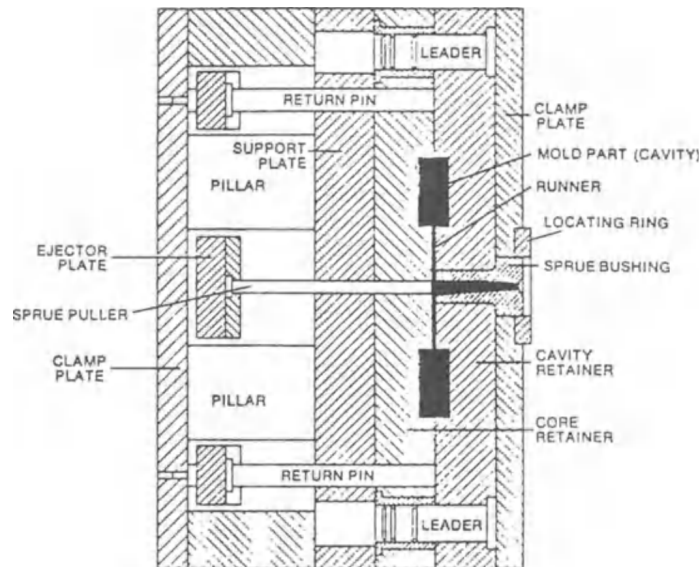 LEADER
RETURN PIN
CLAMP
PLATE
SUPPORT
PLATE
MOLD PART (CAVITY)
PILLAR
RUNNER
LOCATING RING
EJECTOR
PLATE
SPRUE BUSHING
SPRUE PULLER
CLAMP
PLATE
CAVITY
RETAINER
PILLAR
CORE
RETAINER
RETURN PIN
LEADER